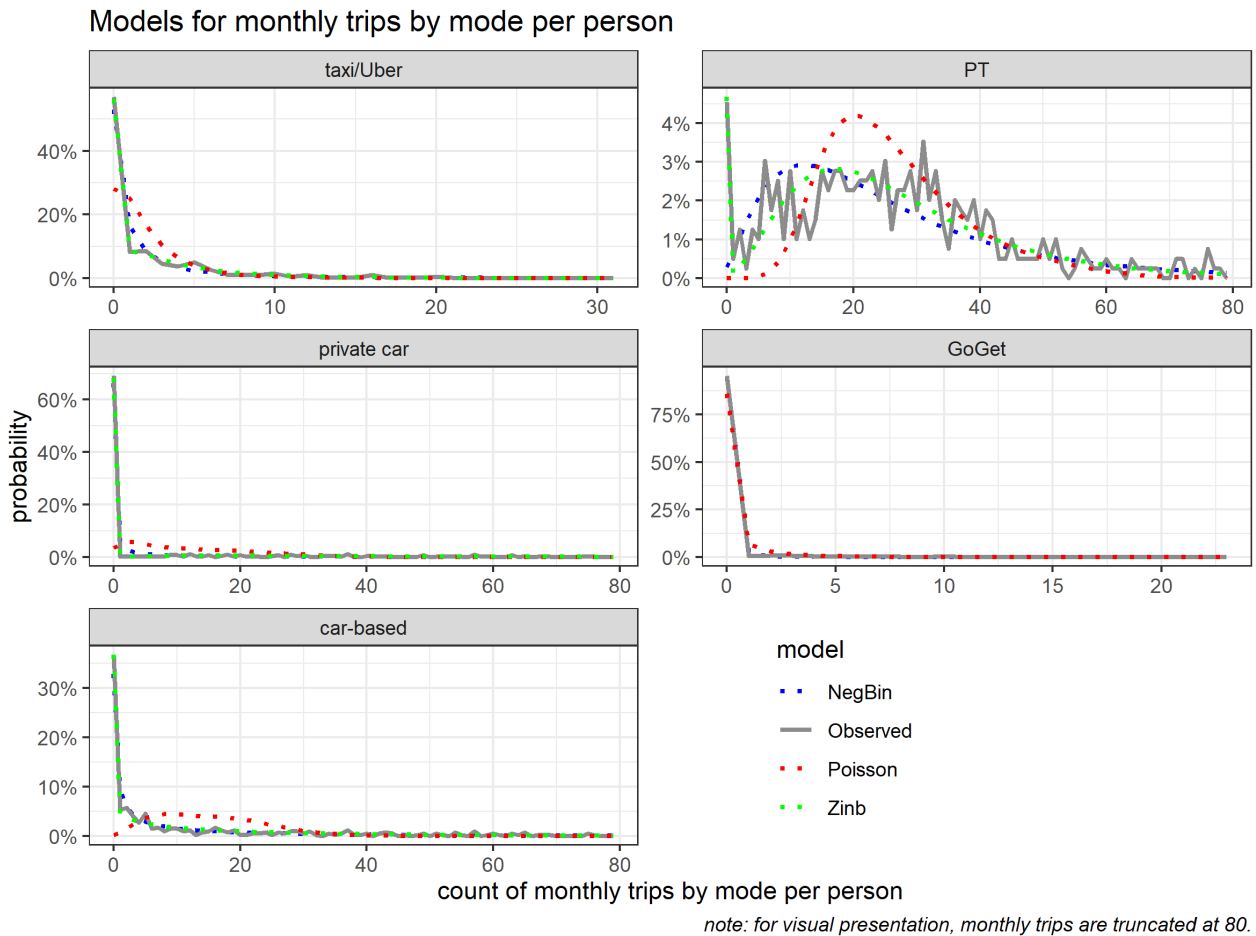 Models for monthly trips by mode per person
taxi/Uber
40%
20%
0%
0 10 20 30
PT
4%
3%
2%
1%
0%
0 20 40 60 80
private car
60%
40%
20%
0%
0 20 40 60 80
GoGet
75%
50%
25%
0%
0 5 10 15 20
car-based
30%
20%
10%
0%
0 20 40 60 80
probability
count of monthly trips by mode per person
model
NegBin
Observed
Poisson
Zinb
note: for visual presentation, monthly trips are truncated at 80.